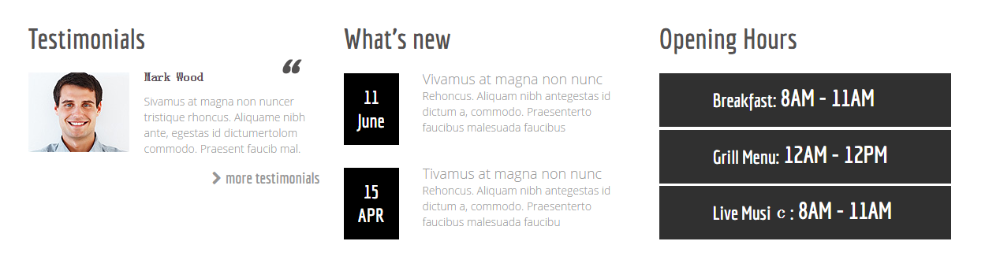 Testimonials
Mark Wood
“
Sivamus at magna non nuncer
tristique rhoncus. Aliquame nibh
ante, egestas id dictumertolom
commodo. Praesent faucib mal.
more testimonials
What's new
11
June
Vivamus at magna non nunc
Rehoncus. Aliquam nibh antegestas id
dictum a, commodo. Praesenterto
faucibus malesuada faucibus
15
APR
Tivamus at magna non nunc
Rehoncus. Aliquam nibh antegestas id
dictum a, commodo. Praesenterto
faucibus malesuada faucibu
Opening Hours
Breakfast: 8AM - 11AM
Grill Menu: 12AM - 12PM
Live Musi c : 8AM - 11AM